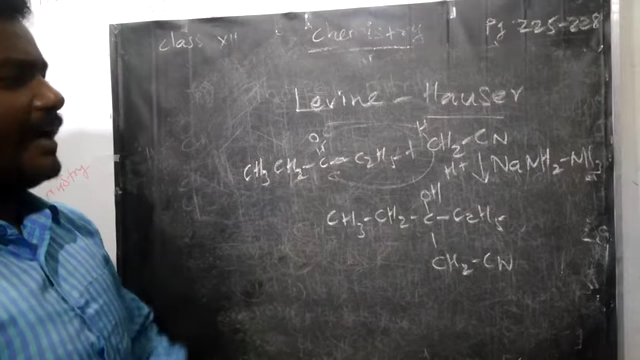 Class XII Chemistry Pg 225-228
Levine - Hauser
O H
CH3 CH2 - C - C2H5 + CH2 - CN
H+ ↓ NaNH2 - NH3
OH
CH3 - CH2 - C - C2H5
|
CH2 - CN